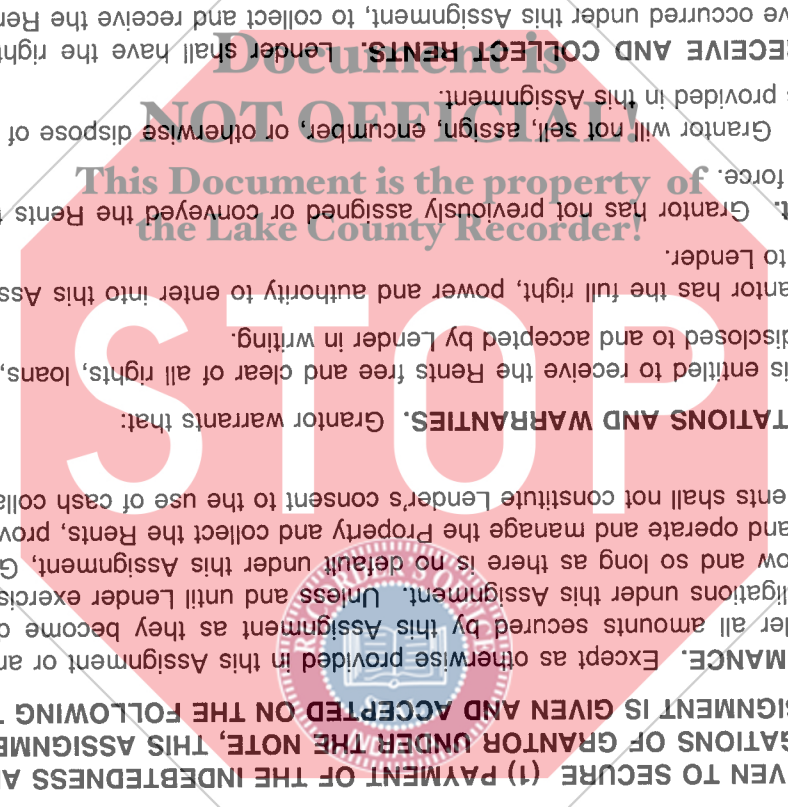 VEN TO SECURE (1) PAYMENT OF THE INDEBTEDNESS A
GATIONS OF GRANTOR UNDER THE NOTE, THIS ASSIGNME
SIGNMENT IS GIVEN AND ACCEPTED ON THE FOLLOWING
MANCE. Except as otherwise provided in this Assignment or an
der all amounts secured by this Assignment as they become
ligations under this Assignment. Unless and until Lender exercis
ow and so long as there is no default under this Assignment, G
and operate and manage the Property and collect the Rents, prov
ents shall not constitute Lender's consent to the use of cash colla
TATIONS AND WARRANTIES. Grantor warrants that:
is entitled to receive the Rents free and clear of all rights, loans,
disclosed to and accepted by Lender in writing.
antor has the full right, power and authority to enter into this Ass
to Lender.
t. Grantor has not previously assigned or conveyed the Rents t
force.
Grantor will not sell, assign, encumber, or otherwise dispose of
s provided in this Assignment.
ECEIVE AND COLLECT RENTS. Lender shall have the right
ve occurred under this Assignment, to collect and receive the Ren
Document is
NOT OFFICIAL!
This Document is the property of
the Lake County Recorder!
STOP
RECORDER'S OFFICE